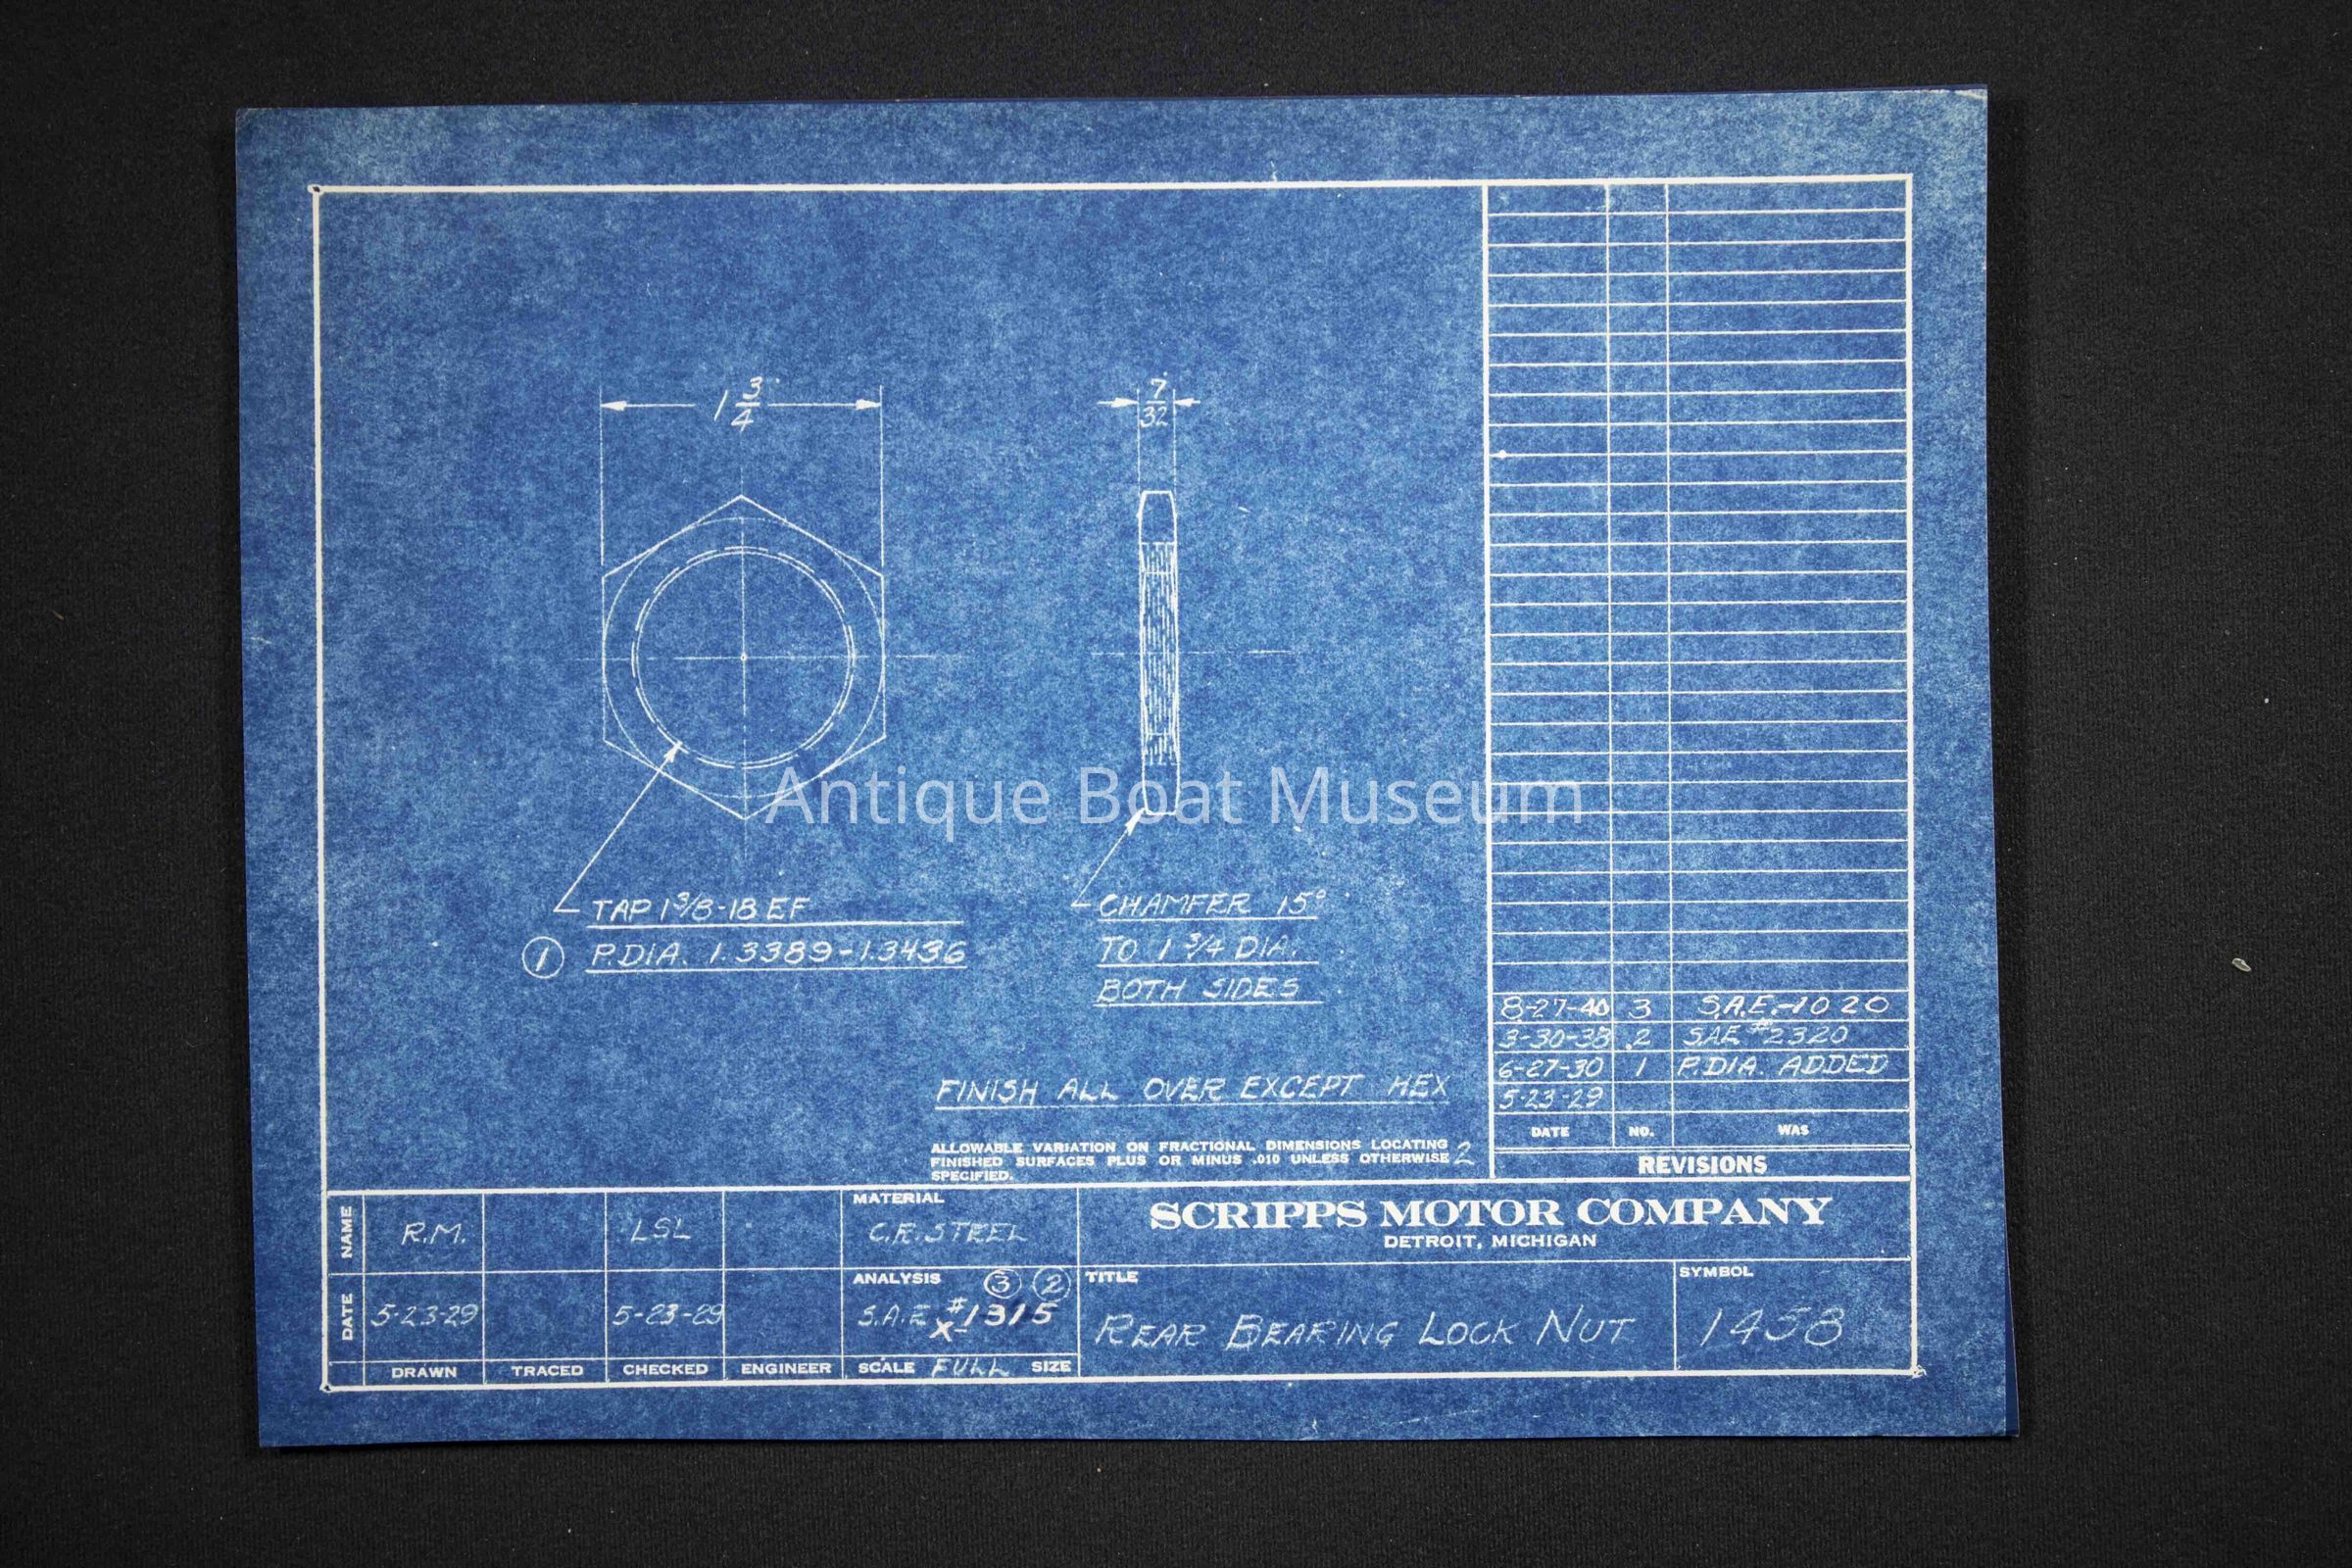 1 3/4
7/32
TAP 1 3/8-18 EF
① P.DIA. 1.3389-1.3436
CHAMFER 15°
TO 1 3/4 DIA.
BOTH SIDES
Antique Boat Museum
FINISH ALL OVER EXCEPT HEX
ALLOWABLE VARIATION ON FRACTIONAL DIMENSIONS LOCATING
FINISHED SURFACES PLUS OR MINUS .010 UNLESS OTHERWISE
SPECIFIED.
2
8-27-40 3 S.A.E.-1020
3-30-38 2 SAE #2320
6-27-30 1 P.DIA. ADDED
5-23-29
DATE NO. WAS
REVISIONS
NAME R.M. LSL
DATE 5-23-29 5-23-29
DRAWN TRACED CHECKED ENGINEER
MATERIAL
C.R. STEEL
ANALYSIS ③ ②
S.A.E. #X-1315
SCALE FULL SIZE
SCRIPPS MOTOR COMPANY
DETROIT, MICHIGAN
TITLE
REAR BEARING LOCK NUT
SYMBOL
1458